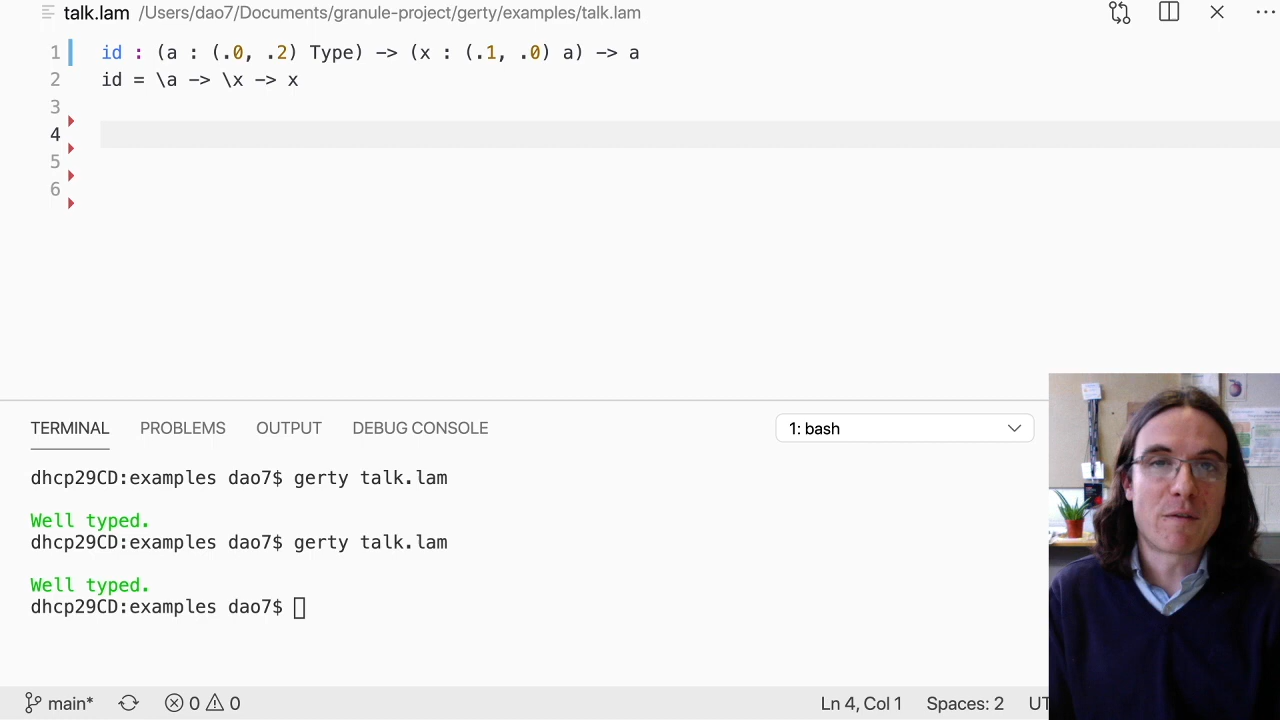 talk.lam /Users/dao7/Documents/granule-project/gerty/examples/talk.lam
1 id : (a : (.0, .2) Type) -> (x : (.1, .0) a) -> a
2 id = \a -> \x -> x
3
4
5
6
TERMINAL PROBLEMS OUTPUT DEBUG CONSOLE 1: bash
dhcp29CD:examples dao7$ gerty talk.lam
Well typed.
dhcp29CD:examples dao7$ gerty talk.lam
Well typed.
dhcp29CD:examples dao7$
main* 0 0 Ln 4, Col 1 Spaces: 2 UT